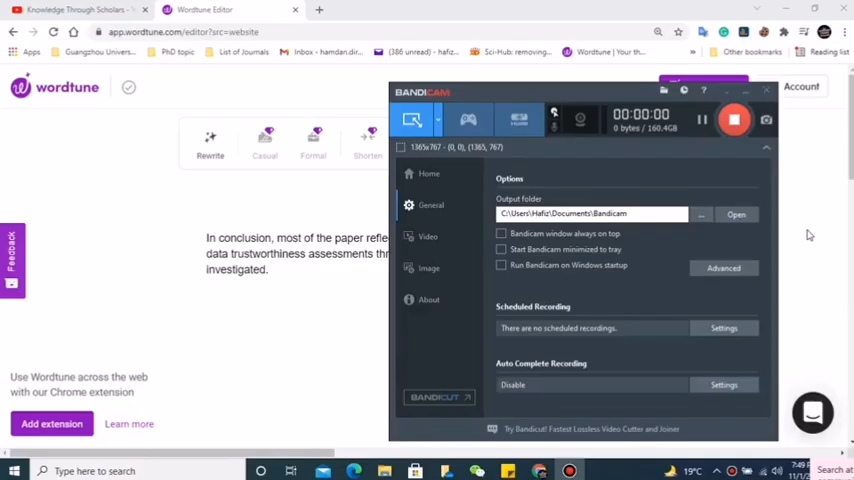 Knowledge Through Scholars -
Wordtune Editor
app.wordtune.com/editor?src=website
Apps
Guangzhou Univers...
PhD topic
List of Journals
Inbox - hamdan.dir...
(386 unread) - hafiz...
Sci-Hub: removing...
Wordtune | Your th...
Other bookmarks
Reading list
wordtune
Account
BANDICAM
00:00:00
0 bytes / 160.4GB
1365x767 - (0, 0), (1365, 767)
Rewrite
Casual
Formal
Shorten
Home
General
Video
Image
About
BANDICUT
Options
Output folder
C:\Users\Hafiz\Documents\Bandicam
...
Open
Bandicam window always on top
Start Bandicam minimized to tray
Run Bandicam on Windows startup
Advanced
Scheduled Recording
There are no scheduled recordings.
Settings
Auto Complete Recording
Disable
Settings
Try Bandicut! Fastest Lossless Video Cutter and Joiner
Feedback
In conclusion, most of the paper refle
data trustworthiness assessments thr
investigated.
Use Wordtune across the web
with our Chrome extension
Add extension
Learn more
Type here to search
19°C
7:49
11/1/2
Search at